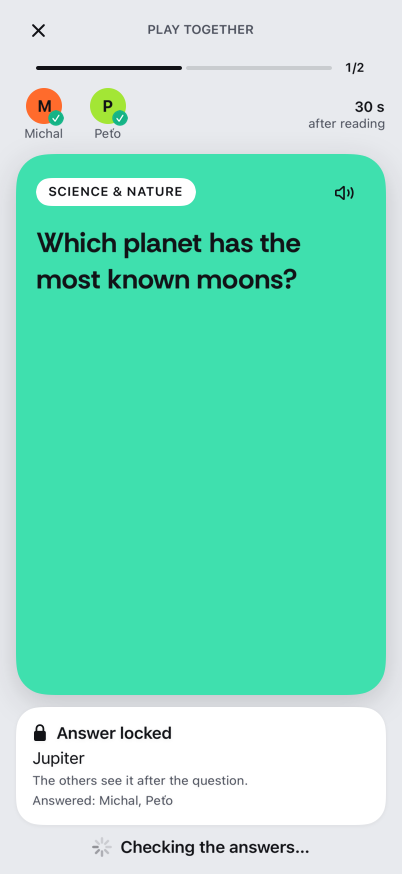 PLAY TOGETHER
1/2
M
P
Michal
Peťo
30 s
after reading
SCIENCE & NATURE
Which planet has the
most known moons?
Answer locked
Jupiter
The others see it after the question.
Answered: Michal, Peťo
Checking the answers...